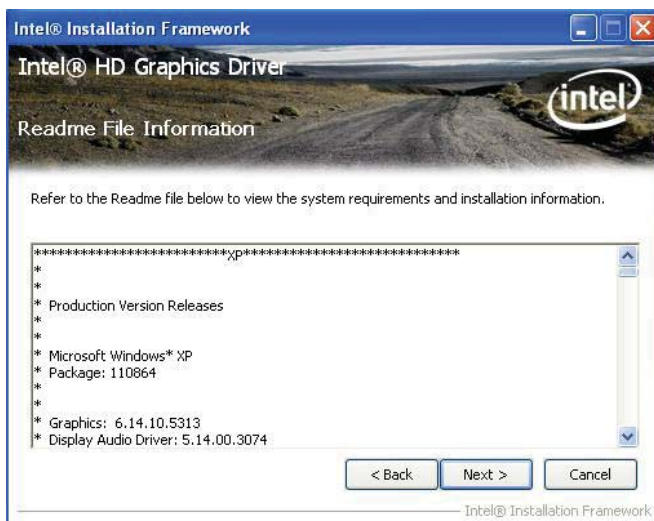 Intel® Installation Framework
Intel® HD Graphics Driver
intel
Readme File Information
Refer to the Readme file below to view the system requirements and installation information.
*************************XP****************************
*
*
* Production Version Releases
*
*
* Microsoft Windows* XP
* Package: 110864
*
*
* Graphics: 6.14.10.5313
* Display Audio Driver: 5.14.00.3074
< Back
Next >
Cancel
Intel® Installation Framework